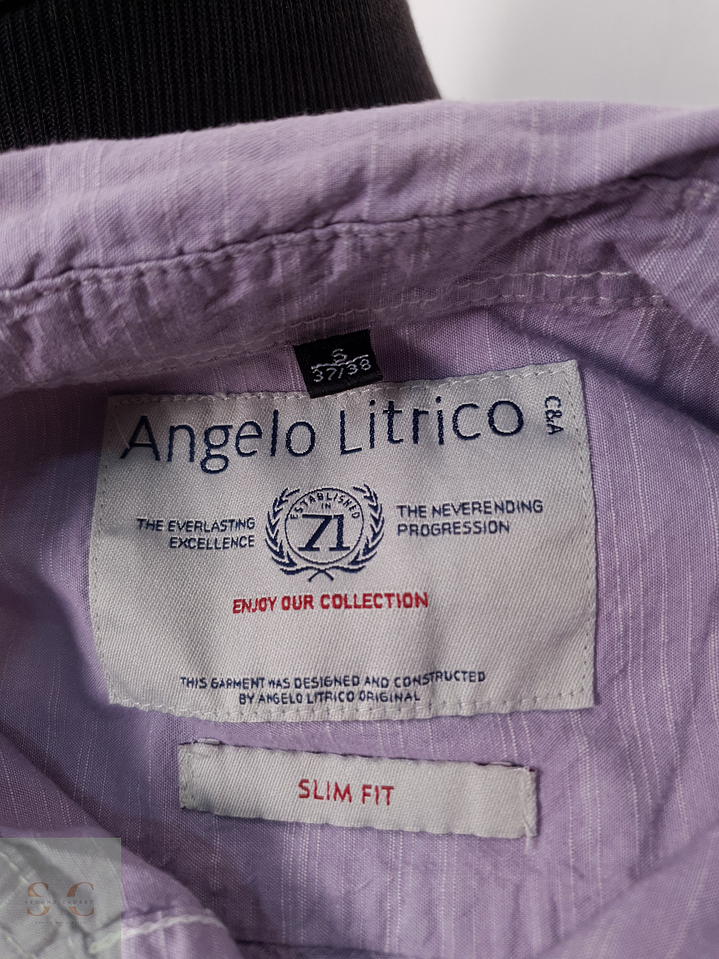 S
37/38
Angelo Litrico
C&A
ESTABLISHED
IN
71
THE EVERLASTING
EXCELLENCE
THE NEVERENDING
PROGRESSION
ENJOY OUR COLLECTION
THIS GARMENT WAS DESIGNED AND CONSTRUCTED
BY ANGELO LITRICO ORIGINAL
SLIM FIT
S C